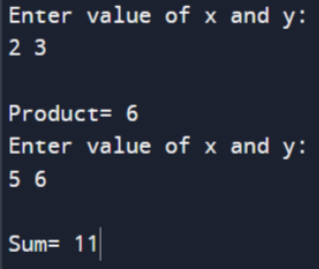 Enter value of x and y:
2 3
Product= 6
Enter value of x and y:
5 6
Sum= 11